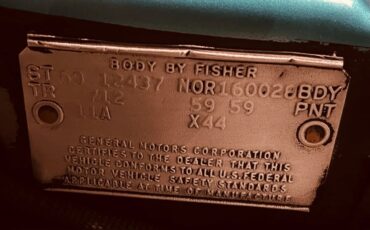 BODY BY FISHER
ST 69 12437 NOR160028 BDY
TR 712 59 59 PNT
11A X44
GENERAL MOTORS CORPORATION
CERTIFIES TO THE DEALER THAT THIS
VEHICLE CONFORMS TO ALL U.S. FEDERAL
MOTOR VEHICLE SAFETY STANDARDS
APPLICABLE AT TIME OF MANUFACTURE